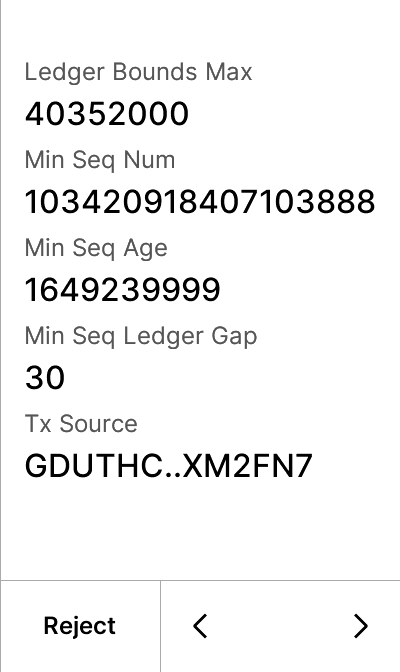 Ledger Bounds Max
40352000
Min Seq Num
103420918407103888
Min Seq Age
1649239999
Min Seq Ledger Gap
30
Tx Source
GDUTHC..XM2FN7
Reject